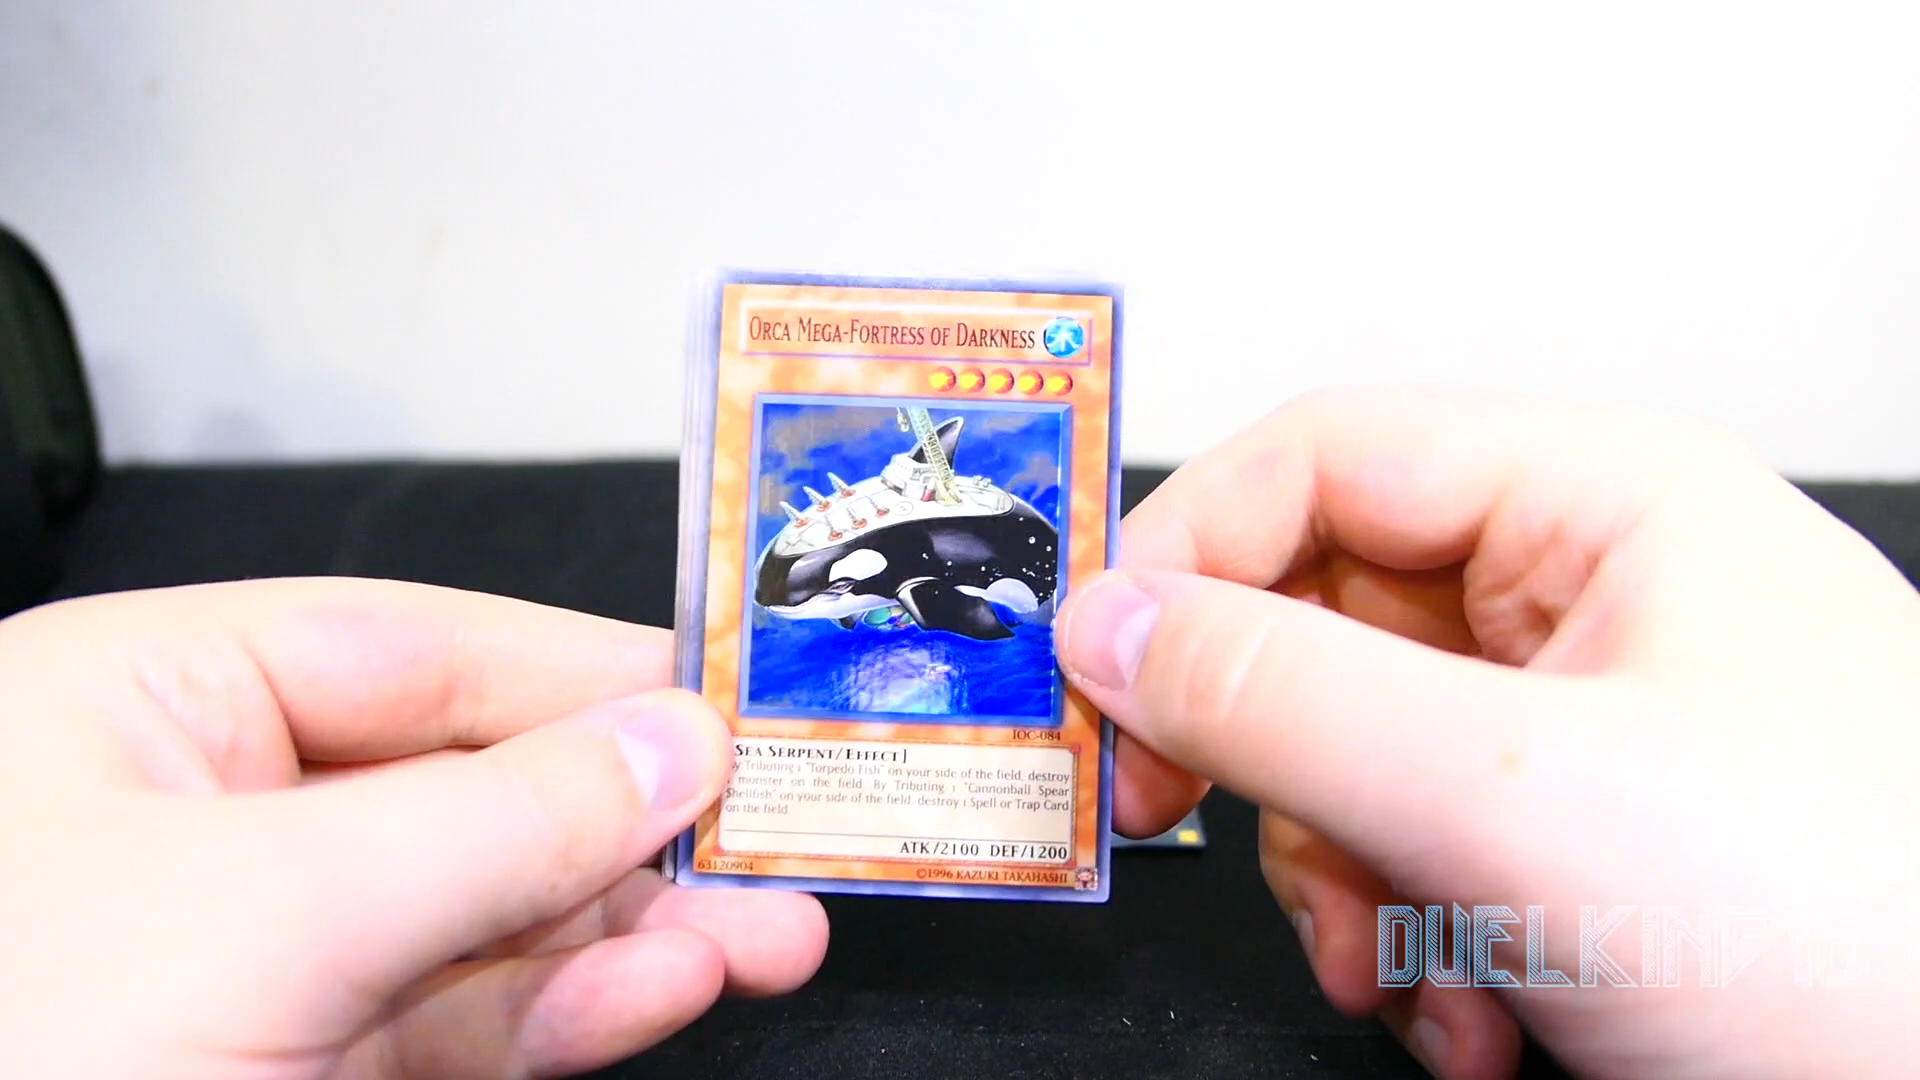 ORCA MEGA-FORTRESS OF DARKNESS
IOC-084
SEA SERPENT/EFFECT]
By Tributing 1 "Torpedo Fish" on your side of the field, destroy
monster on the field. By Tributing 1 "Cannonball Spear
Shellfish" on your side of the field, destroy 1 Spell or Trap Card
on the field.
ATK/2100 DEF/1200
63120904
©1996 KAZUKI TAKAHASHI